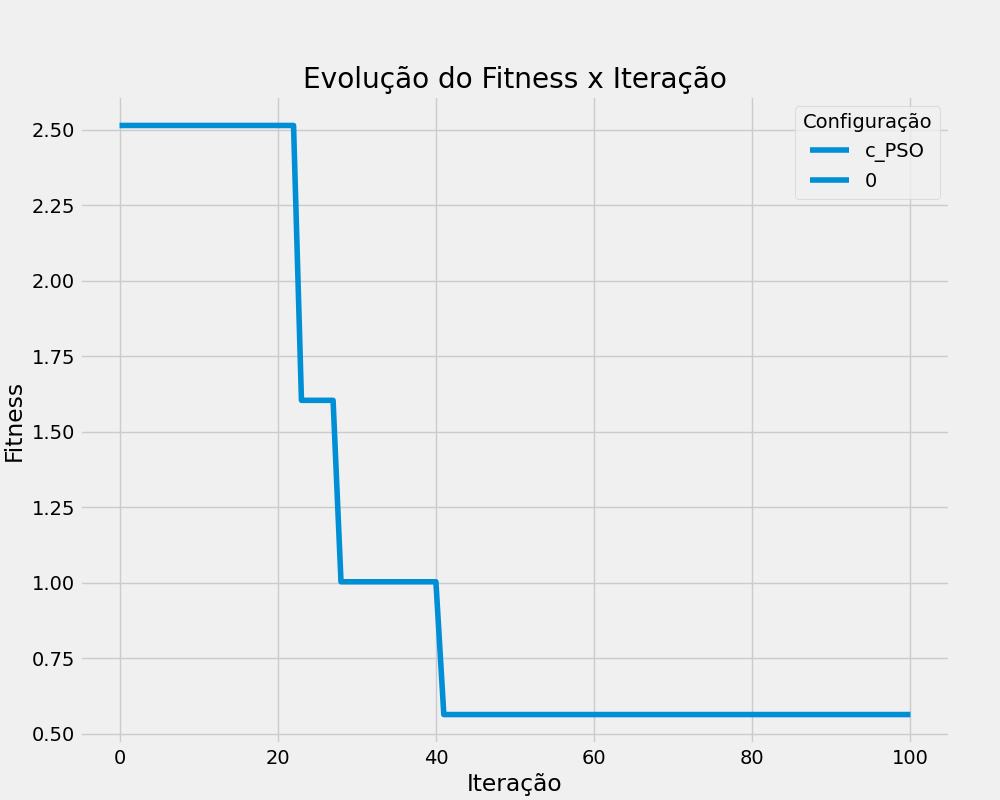 Evolução do Fitness x Iteração
Configuração
c_PSO
0
Fitness
2.50
2.25
2.00
1.75
1.50
1.25
1.00
0.75
0.50
0 20 40 60 80 100
Iteração